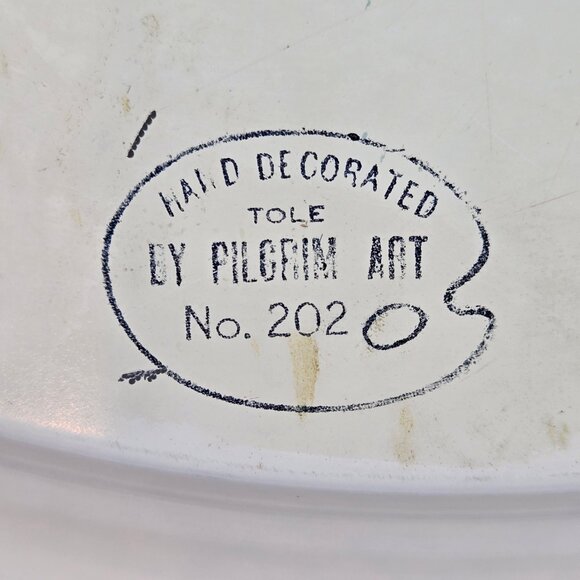 HAND DECORATED
TOLE
BY PILGRIM ART
No. 202